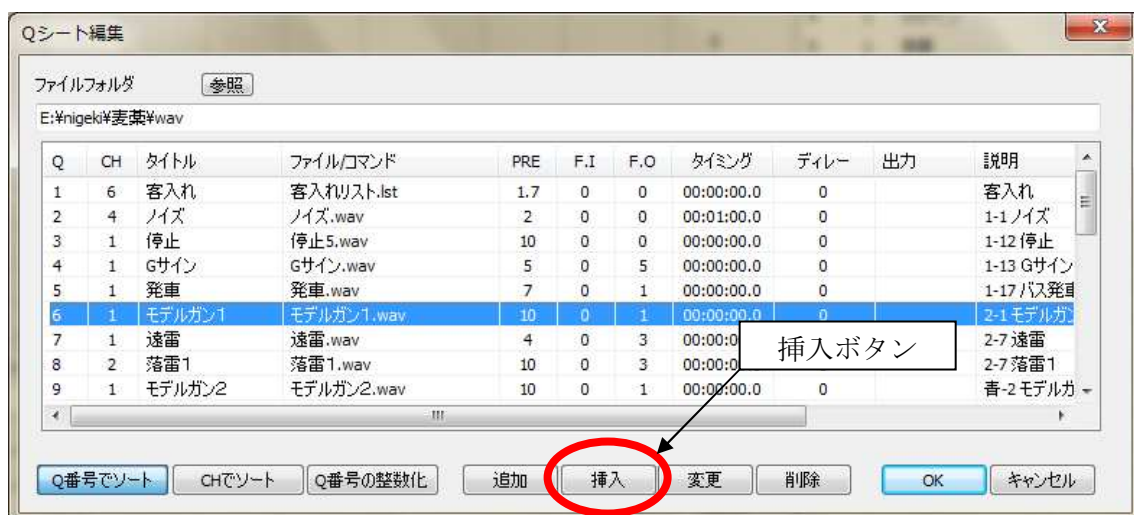 Qシート編集
ファイルフォルダ 参照
E:¥nigeki¥麦藁¥wav
Q CH タイトル ファイル/コマンド PRE F.I F.O タイミング ディレー 出力 説明
1 6 客入れ 客入れリスト.lst 1.7 0 0 00:00:00.0 0 客入れ
2 4 ノイズ ノイズ.wav 2 0 0 00:01:00.0 0 1-1ノイズ
3 1 停止 停止5.wav 10 0 0 00:00:00.0 0 1-12 停止
4 1 Gサイン Gサイン.wav 5 0 5 00:00:00.0 0 1-13 Gサイン
5 1 発車 発車.wav 7 0 1 00:00:00.0 0 1-17 バス発車
6 1 モデルガン1 モデルガン1.wav 10 0 1 00:00:00.0 0 2-1 モデルガン
7 1 遠雷 遠雷.wav 4 0 3 00:00:0 2-7 遠雷
8 2 落雷1 落雷1.wav 10 0 3 00:00:0 2-7 落雷1
9 1 モデルガン2 モデルガン2.wav 10 0 1 00:00:00.0 0 青-2 モデルガ
挿入ボタン
Q番号でソート CHでソート Q番号の整数化 追加 挿入 変更 削除 OK キャンセル